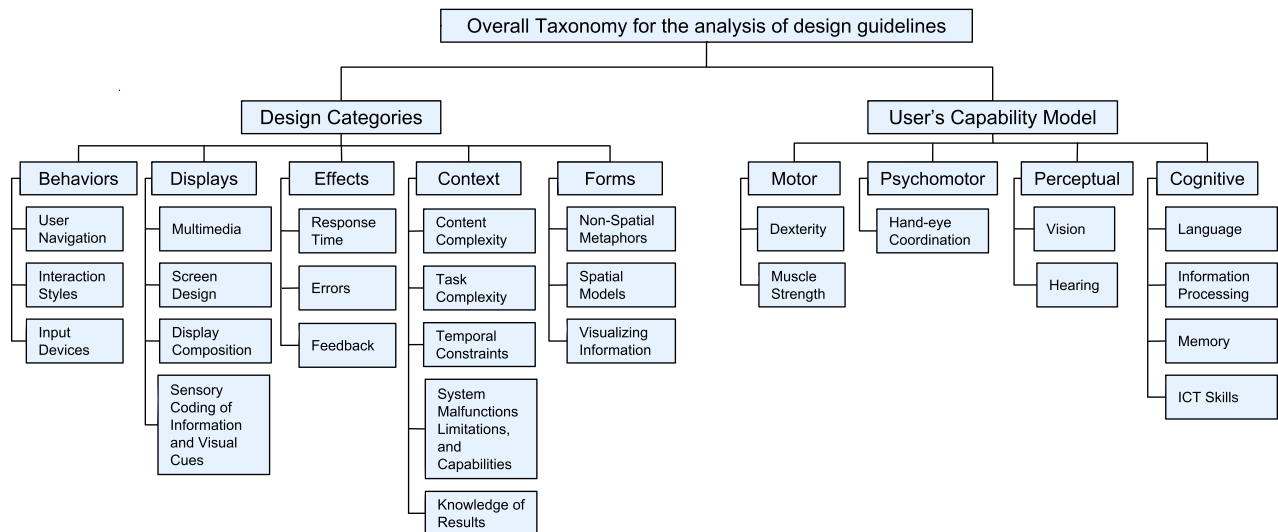 Overall Taxonomy for the analysis of design guidelines
Design Categories
User's Capability Model
Behaviors
User
Navigation
Interaction
Styles
Input
Devices
Displays
Multimedia
Screen
Design
Display
Composition
Sensory
Coding of
Information
and Visual
Cues
Effects
Response
Time
Errors
Feedback
Context
Content
Complexity
Task
Complexity
Temporal
Constraints
System
Malfunctions
Limitations,
and
Capabilities
Knowledge of
Results
Forms
Non-Spatial
Metaphors
Spatial
Models
Visualizing
Information
Motor
Dexterity
Muscle
Strength
Psychomotor
Hand-eye
Coordination
Perceptual
Vision
Hearing
Cognitive
Language
Information
Processing
Memory
ICT Skills